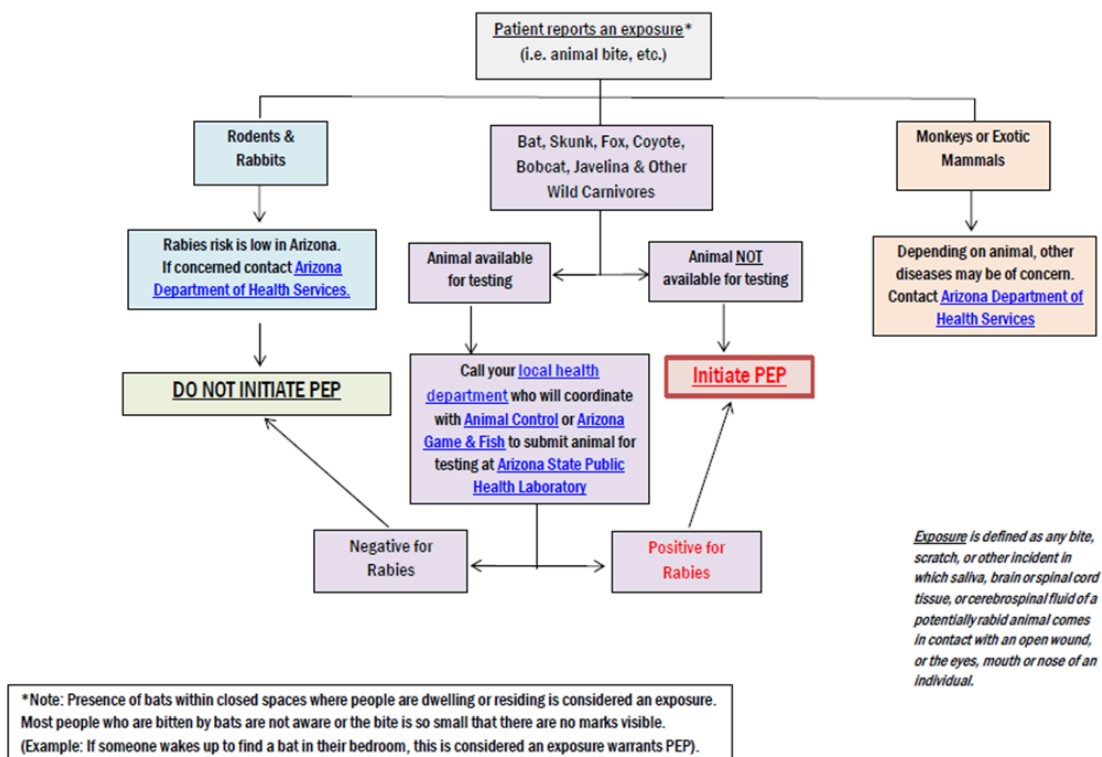 Patient reports an exposure*
(i.e. animal bite, etc.)
Rodents &
Rabbits
Bat, Skunk, Fox, Coyote,
Bobcat, Javelina & Other
Wild Carnivores
Monkeys or Exotic
Mammals
Rabies risk is low in Arizona.
If concerned contact Arizona
Department of Health Services.
Animal available
for testing
Animal NOT
available for testing
Depending on animal, other
diseases may be of concern.
Contact Arizona Department of
Health Services
DO NOT INITIATE PEP
Call your local health
department who will coordinate
with Animal Control or Arizona
Game & Fish to submit animal for
testing at Arizona State Public
Health Laboratory
Initiate PEP
Negative for
Rabies
Positive for
Rabies
Exposure is defined as any bite,
scratch, or other incident in
which saliva, brain or spinal cord
tissue, or cerebrospinal fluid of a
potentially rabid animal comes
in contact with an open wound,
or the eyes, mouth or nose of an
individual.
*Note: Presence of bats within closed spaces where people are dwelling or residing is considered an exposure.
Most people who are bitten by bats are not aware or the bite is so small that there are no marks visible.
(Example: If someone wakes up to find a bat in their bedroom, this is considered an exposure warrants PEP).